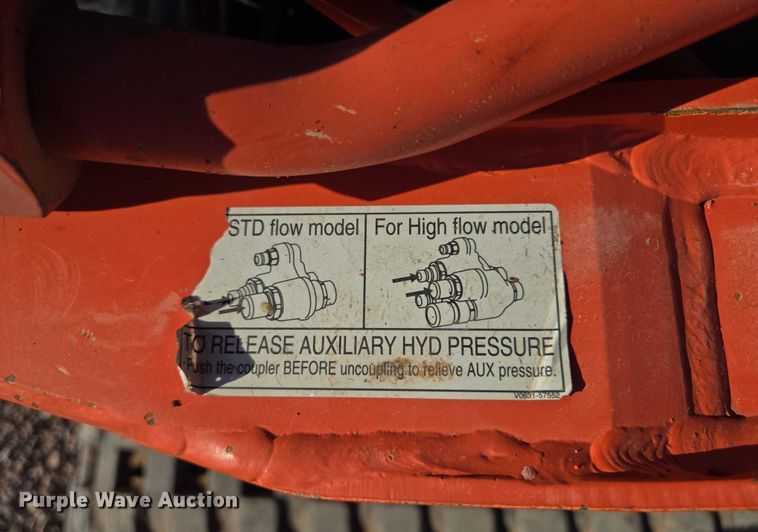 STD flow model
For High flow model
TO RELEASE AUXILIARY HYD PRESSURE
Push the coupler BEFORE uncoupling to relieve AUX pressure.
V0631-57552
Purple Wave Auction